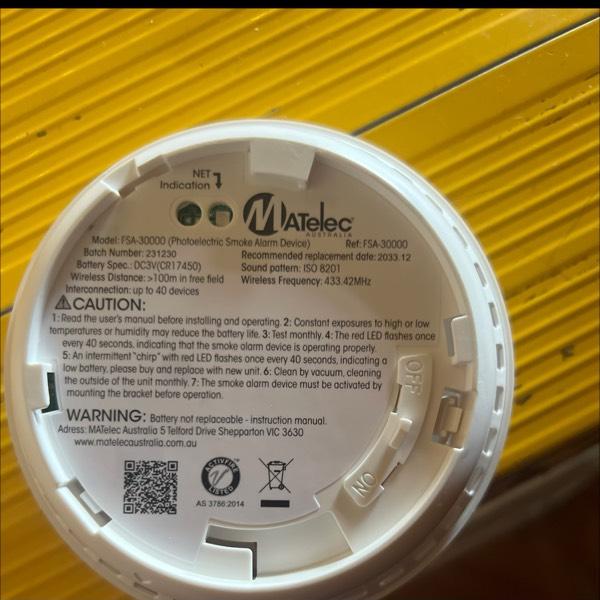 NET
Indication
MATelec
AUSTRALIA
Model: FSA-30000 (Photoelectric Smoke Alarm Device) Ref: FSA-30000
Batch Number: 231230 Recommended replacement date: 2033.12
Battery Spec.: DC3V(CR17450) Sound pattern: ISO 8201
Wireless Distance: >100m in free field Wireless Frequency: 433.42MHz
Interconnection: up to 40 devices
CAUTION:
1: Read the user's manual before installing and operating. 2: Constant exposures to high or low
temperatures or humidity may reduce the battery life. 3: Test monthly. 4: The red LED flashes once
every 40 seconds, indicating that the smoke alarm device is operating properly.
5: An intermittent "chirp" with red LED flashes once every 40 seconds, indicating a
low battery, please buy and replace with new unit. 6: Clean by vacuum, cleaning
the outside of the unit monthly. 7: The smoke alarm device must be activated by
mounting the bracket before operation.
WARNING: Battery not replaceable - instruction manual.
Adress: MATelec Australia 5 Telford Drive Shepparton VIC 3630
www.matelecaustralia.com.au
ACTIVFIRE
LISTED
AS 3786:2014
OFF
ON